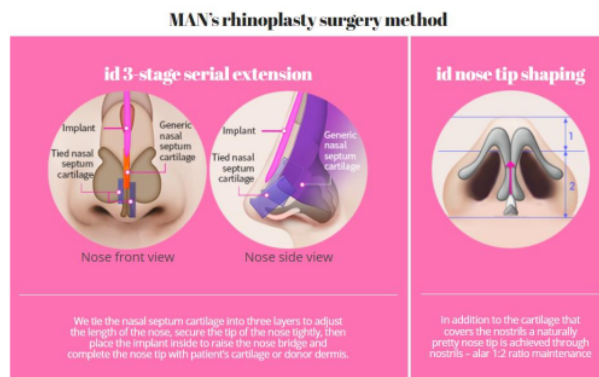 MAN's rhinoplasty surgery method
id 3-stage serial extension
Implant
Generic
nasal
septum
cartilage
Tied nasal
septum
cartilage
Nose front view
Implant
Generic
nasal
septum
cartilage
Tied nasal
septum
cartilage
Nose side view
We tie the nasal septum cartilage into three layers to adjust
the length of the nose, secure the tip of the nose tightly, then
place the implant inside to raise the nose bridge and
complete the nose tip with patient's cartilage or donor dermis.
id nose tip shaping
1
2
In addition to the cartilage that
covers the nostrils a naturally
pretty nose tip is achieved through
nostrils – alar 1:2 ratio maintenance